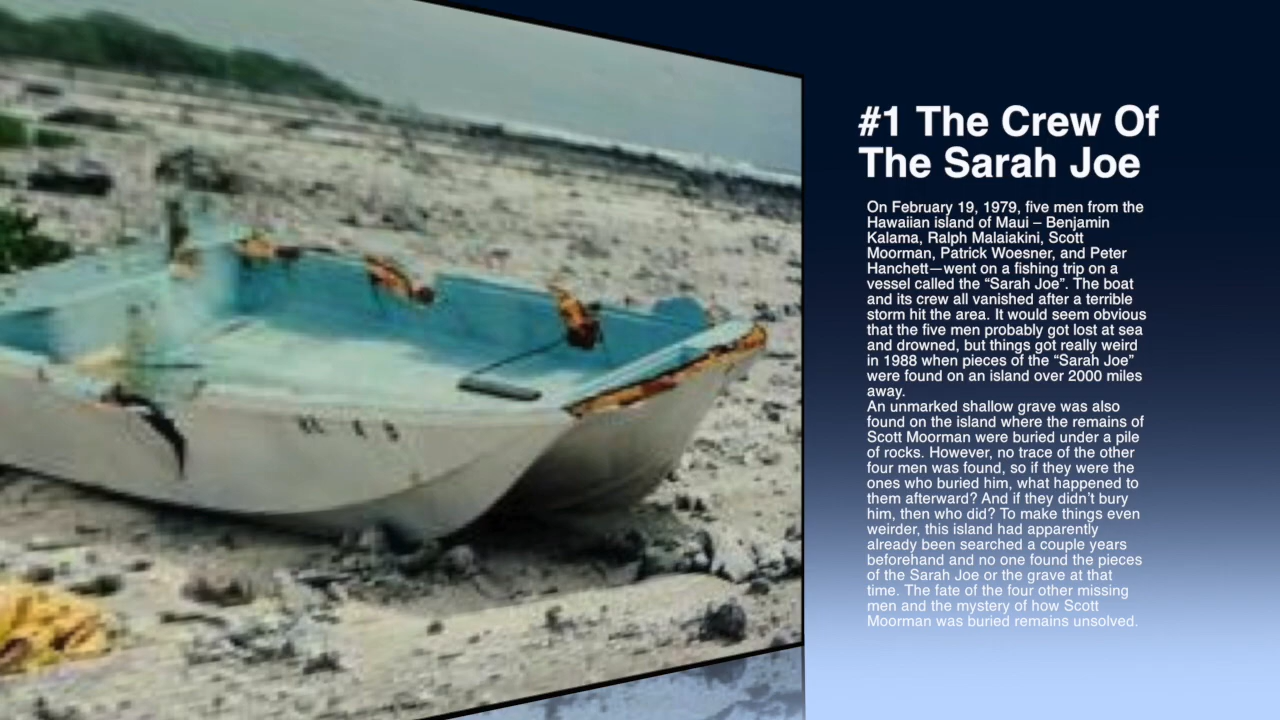 #1 The Crew Of
The Sarah Joe
On February 19, 1979, five men from the
Hawaiian island of Maui – Benjamin
Kalama, Ralph Malaiakini, Scott
Moorman, Patrick Woesner, and Peter
Hanchett—went on a fishing trip on a
vessel called the “Sarah Joe”. The boat
and its crew all vanished after a terrible
storm hit the area. It would seem obvious
that the five men probably got lost at sea
and drowned, but things got really weird
in 1988 when pieces of the “Sarah Joe”
were found on an island over 2000 miles
away.
An unmarked shallow grave was also
found on the island where the remains of
Scott Moorman were buried under a pile
of rocks. However, no trace of the other
four men was found, so if they were the
ones who buried him, what happened to
them afterward? And if they didn’t bury
him, then who did? To make things even
weirder, this island had apparently
already been searched a couple years
beforehand and no one found the pieces
of the Sarah Joe or the grave at that
time. The fate of the four other missing
men and the mystery of how Scott
Moorman was buried remains unsolved.